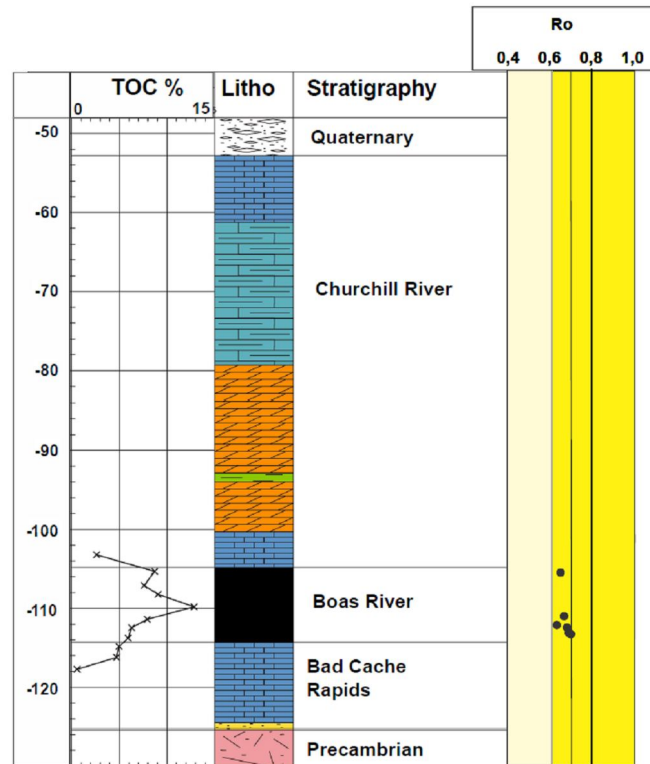 Ro
0,4 0,6 0,8 1,0
TOC % Litho Stratigraphy
0 15
-50
Quaternary
-60
Churchill River
-70
-80
-90
-100
-110
Boas River
Bad Cache
Rapids
-120
Precambrian